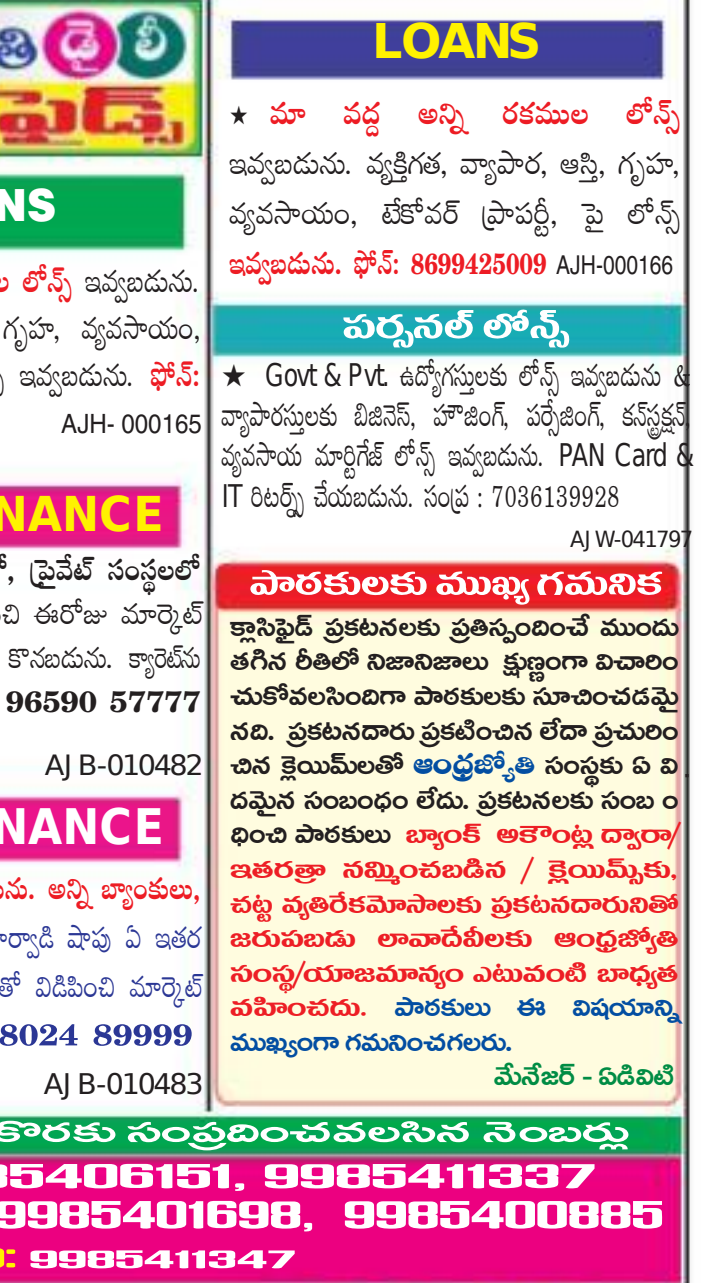 తి డై లీ
ఫైడ్స్
NS
ల లోన్స్ ఇవ్వబడును.
గృహ, వ్యవసాయం,
ఇవ్వబడును. ఫోన్:
AJH- 000165
NANCE
ో, ప్రైవేట్ సంస్థలలో
చి ఈరోజు మార్కెట్
కొనబడును. క్యారెట్‌ను
96590 57777
AJ B-010482
NANCE
ను. అన్ని బ్యాంకులు,
ార్వాడి షాపు ఏ ఇతర
తో విడిపించి మార్కెట్
8024 89999
AJ B-010483
LOANS
★ మా వద్ద అన్ని రకముల లోన్స్
ఇవ్వబడును. వ్యక్తిగత, వ్యాపార, ఆస్తి, గృహ,
వ్యవసాయం, టేకోవర్ ప్రాపర్టీ, పై లోన్స్
ఇవ్వబడును. ఫోన్: 8699425009 AJH-000166
పర్సనల్ లోన్స్
★ Govt & Pvt. ఉద్యోగస్తులకు లోన్స్ ఇవ్వబడును &
వ్యాపారస్తులకు బిజినెస్, హౌజింగ్, పర్సేజింగ్, కన్‌స్ట్రక్షన్,
వ్యవసాయ మార్టిగేజ్ లోన్స్ ఇవ్వబడును. PAN Card &
IT రిటర్న్స్ చేయబడును. సంప్ర : 7036139928
AJ W-041797
పాఠకులకు ముఖ్య గమనిక
క్లాసిఫైడ్ ప్రకటనలకు ప్రతిస్పందించే ముందు
తగిన రీతిలో నిజానిజాలు క్షుణ్ణంగా విచారిం
చుకోవలసిందిగా పాఠకులకు సూచించడమై
నది. ప్రకటనదారు ప్రకటించిన లేదా ప్రచురిం
చిన క్లెయిమ్‌లతో ఆంధ్రజ్యోతి సంస్థకు ఏ వి
దమైన సంబంధం లేదు. ప్రకటనలకు సంబ ం
ధించి పాఠకులు బ్యాంక్ అకౌంట్ల ద్వారా/
ఇతరత్రా నమ్మించబడిన / క్లెయిమ్స్‌కు,
చట్ట వ్యతిరేకమోసాలకు ప్రకటనదారునితో
జరుపబడు లావాదేవీలకు ఆంధ్రజ్యోతి
సంస్థ/యాజమాన్యం ఎటువంటి బాధ్యత
వహించదు. పాఠకులు ఈ విషయాన్ని
ముఖ్యంగా గమనించగలరు.
మేనేజర్ - ఏడివిటి
కొరకు సంప్రదించవలసిన నెంబర్లు
85406151, 9985411337
9985401698, 9985400885
: 9985411347